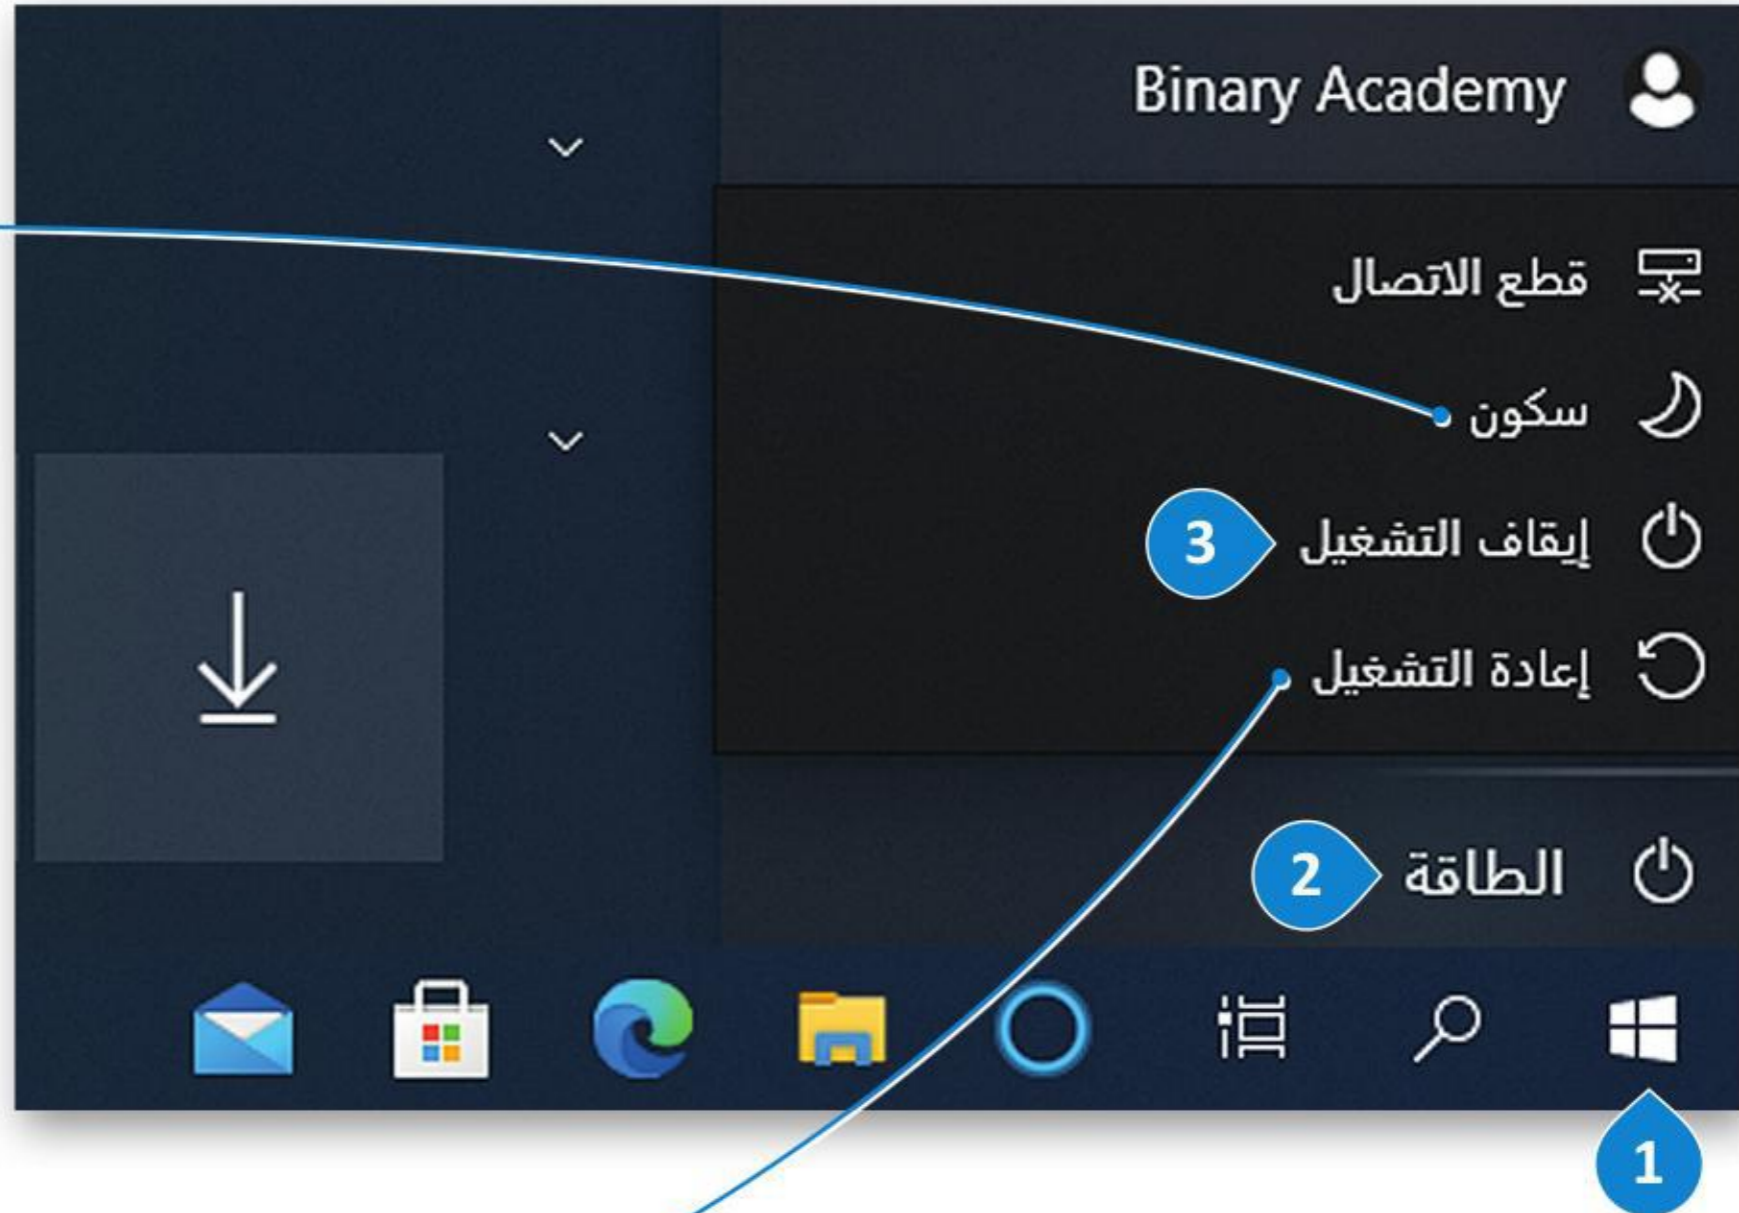 Binary Academy
قطع الاتصال
سكون
إيقاف التشغيل
3
إعادة التشغيل
الطاقة
2
1